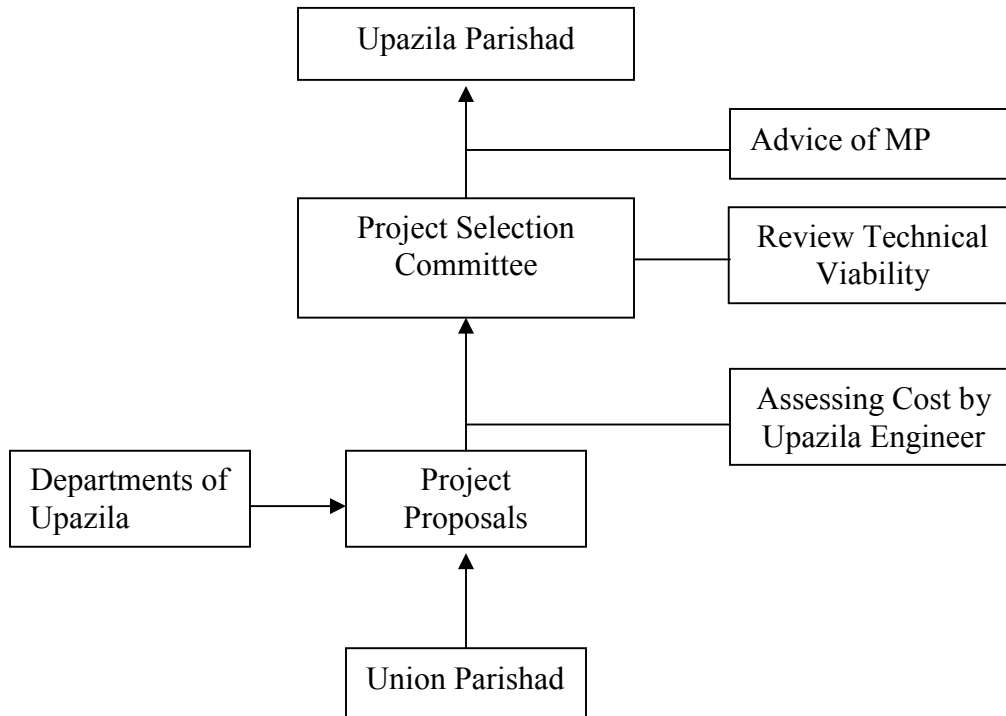 Upazila Parishad
Advice of MP
Project Selection
Committee
Review Technical
Viability
Assessing Cost by
Upazila Engineer
Departments of
Upazila
Project
Proposals
Union Parishad